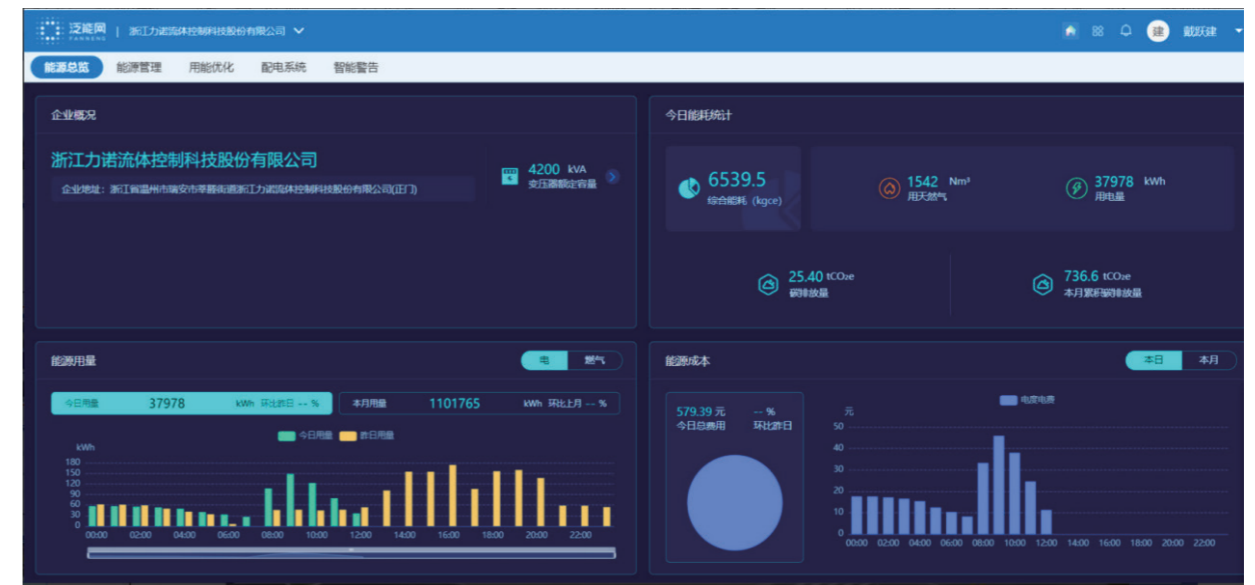 泛能网 | 浙江力诺流体控制科技股份有限公司
FANNENG
建 戴跃建
能源总览 能源管理 用能优化 配电系统 智能警告
企业概况
浙江力诺流体控制科技股份有限公司
企业地址：浙江省温州市瑞安市莘塍街道浙江力诺流体控制科技股份有限公司(正门)
4200 kVA
变压器额定容量
今日能耗统计
6539.5
综合能耗 (kgce)
1542 Nm³
用天然气
37978 kWh
用电量
25.40 tCO₂e
碳排放量
736.6 tCO₂e
本月累积碳排放量
能源用量
电 燃气
今日用量 37978 kWh 环比昨日 -- %
本月用量 1101765 kWh 环比上月 -- %
今日用量 昨日用量
kWh
180
150
120
90
60
30
0
00:00 02:00 04:00 06:00 08:00 10:00 12:00 14:00 16:00 18:00 20:00 22:00
能源成本
本日 本月
579.39 元 -- %
今日总费用 环比昨日
电度电费
元
50
40
30
20
10
0
00:00 02:00 04:00 06:00 08:00 10:00 12:00 14:00 16:00 18:00 20:00 22:00